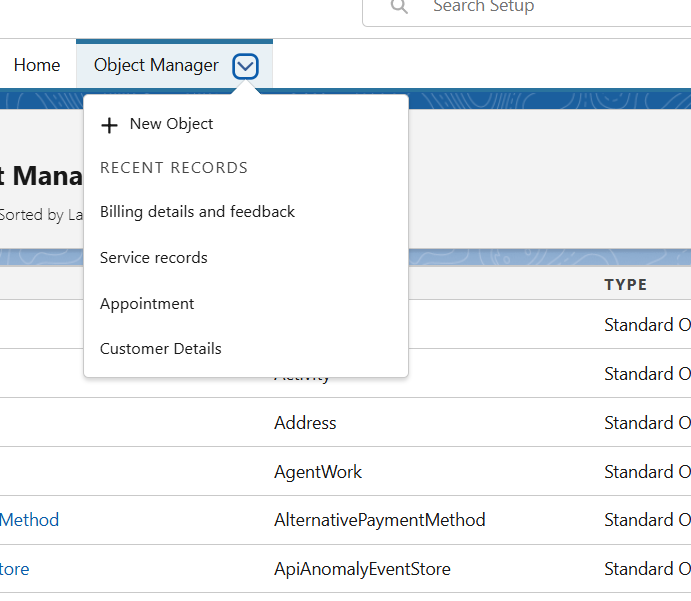 Search Setup
Home Object Manager
New Object
RECENT RECORDS
t Mana
Sorted by La
Billing details and feedback
Service records
Appointment
Customer Details
TYPE
Standard O
Activity Standard O
Address Standard O
AgentWork Standard O
Method AlternativePaymentMethod Standard O
tore ApiAnomalyEventStore Standard O